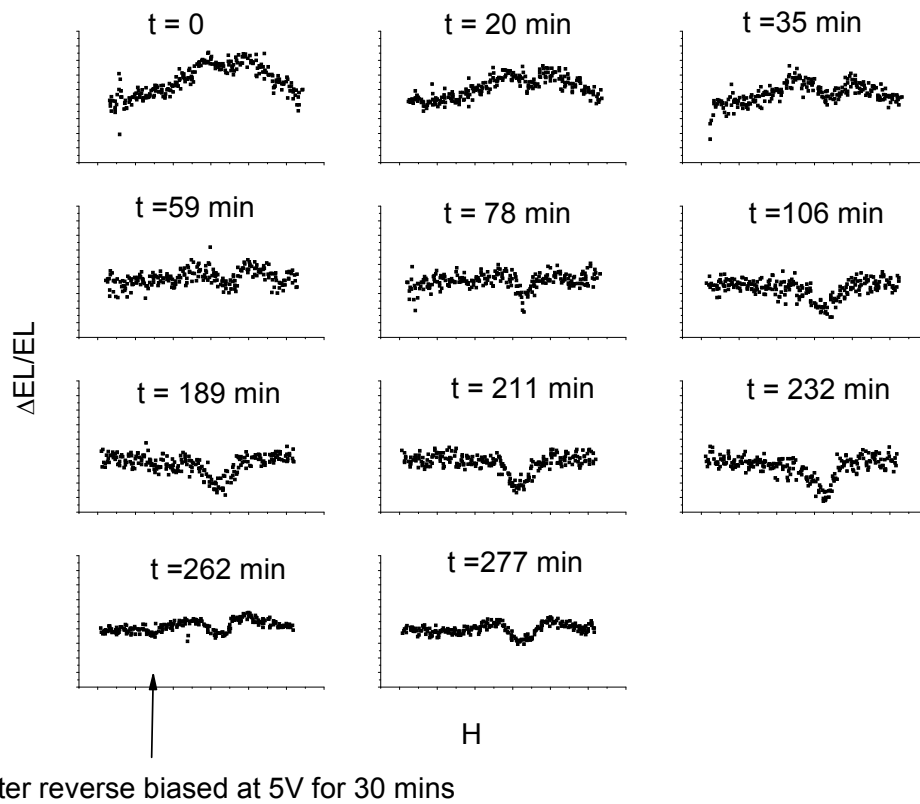 t = 0
t = 20 min
t =35 min
t =59 min
t = 78 min
t =106 min
ΔEL/EL
t = 189 min
t = 211 min
t = 232 min
t =262 min
t =277 min
H
ter reverse biased at 5V for 30 mins